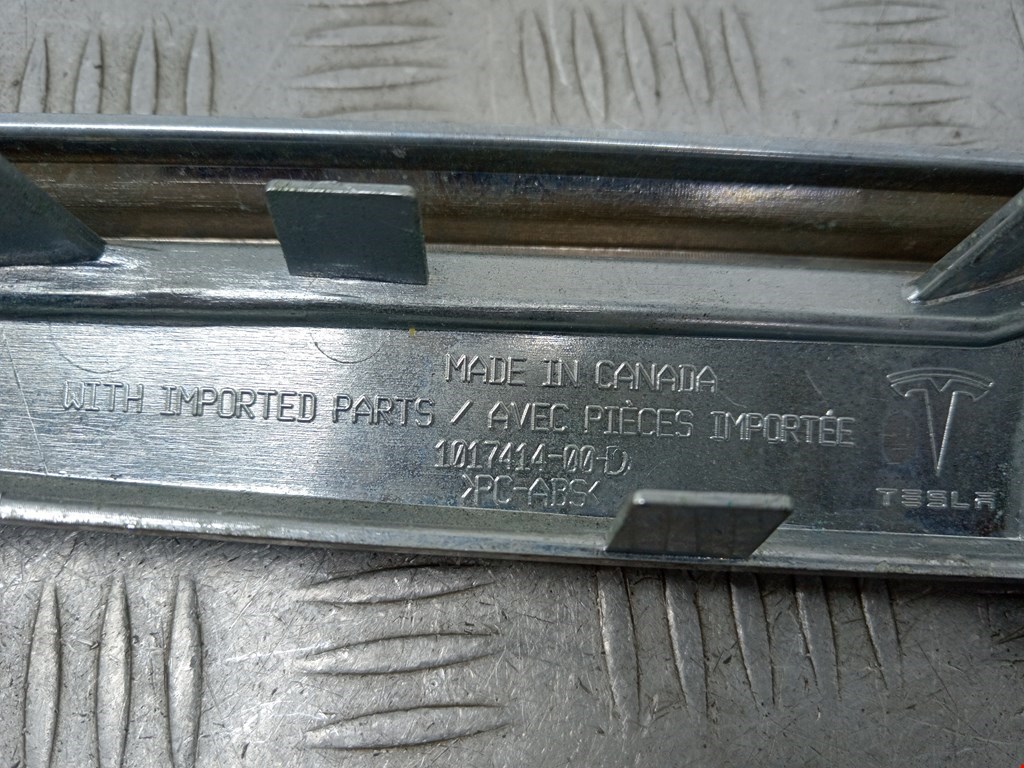 MADE IN CANADA
WITH IMPORTED PARTS / AVEC PIÈCES IMPORTÉE
1017414-00-D
>PC-ABS<
TESLA